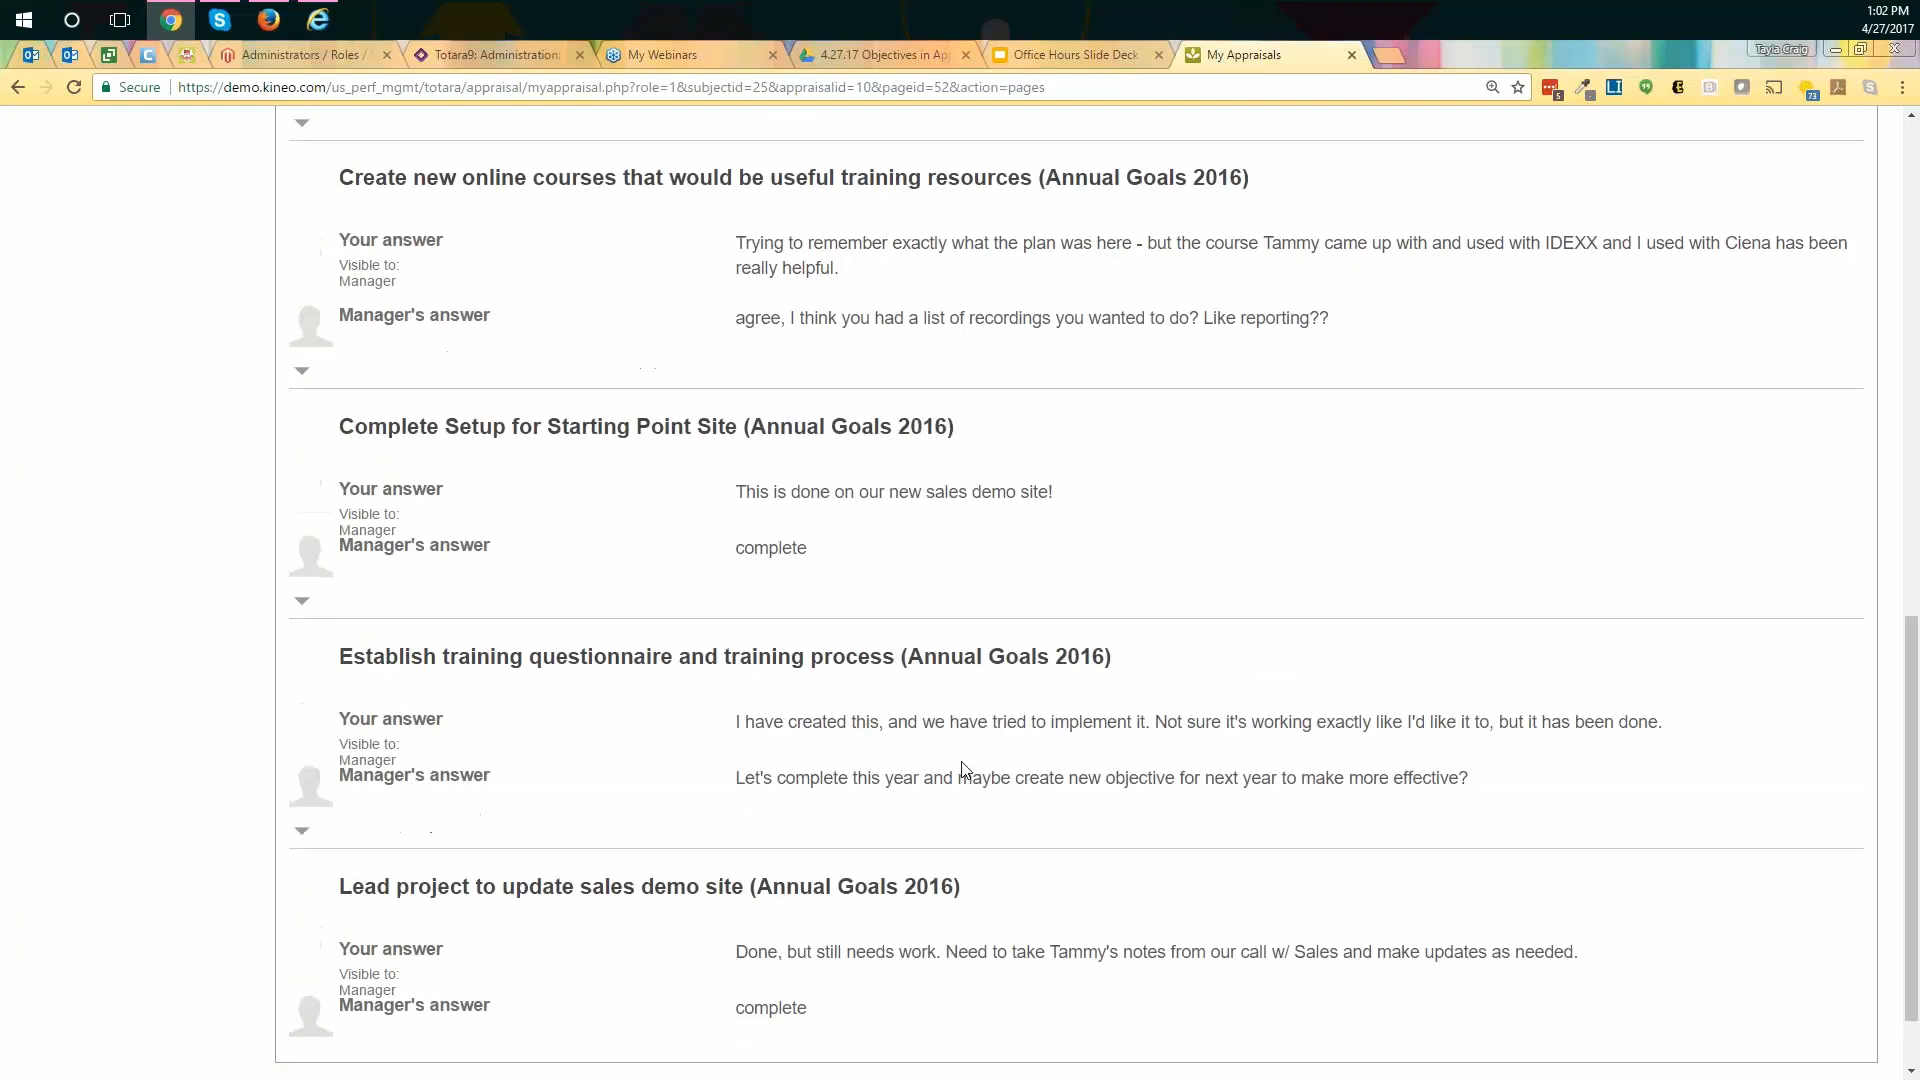 1:02 PM
4/27/2017
Administrators / Roles /
Totara9: Administration:
My Webinars
4.27.17 Objectives in Ap
Office Hours Slide Deck
My Appraisals
Tayla Craig
Secure
https://demo.kineo.com/us_perf_mgmt/totara/appraisal/myappraisal.php?role=1&subjectid=25&appraisalid=10&pageid=52&action=pages
5
73
Create new online courses that would be useful training resources (Annual Goals 2016)
Your answer
Trying to remember exactly what the plan was here - but the course Tammy came up with and used with IDEXX and I used with Ciena has been
really helpful.
Visible to:
Manager
Manager's answer
agree, I think you had a list of recordings you wanted to do? Like reporting??
Complete Setup for Starting Point Site (Annual Goals 2016)
Your answer
This is done on our new sales demo site!
Visible to:
Manager
Manager's answer
complete
Establish training questionnaire and training process (Annual Goals 2016)
Your answer
I have created this, and we have tried to implement it. Not sure it's working exactly like I'd like it to, but it has been done.
Visible to:
Manager
Manager's answer
Let's complete this year and maybe create new objective for next year to make more effective?
Lead project to update sales demo site (Annual Goals 2016)
Your answer
Done, but still needs work. Need to take Tammy's notes from our call w/ Sales and make updates as needed.
Visible to:
Manager
Manager's answer
complete